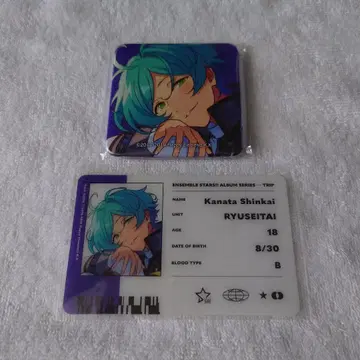 ENSEMBLE STARS!! ALBUM SERIES - TRIP
NAME Kanata Shinkai
UNIT RYUSEITAI
AGE 18
DATE OF BIRTH 8/30
BLOOD TYPE B